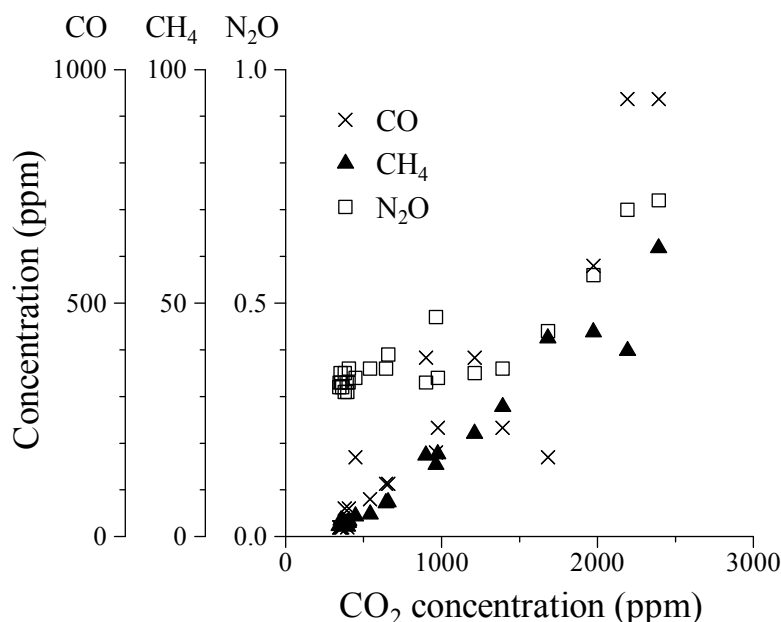 CO CH₄ N₂O
1000 100 1.0
CO
CH₄
N₂O
Concentration (ppm)
500 50 0.5
0 0 0.0
0 1000 2000 3000
CO₂ concentration (ppm)